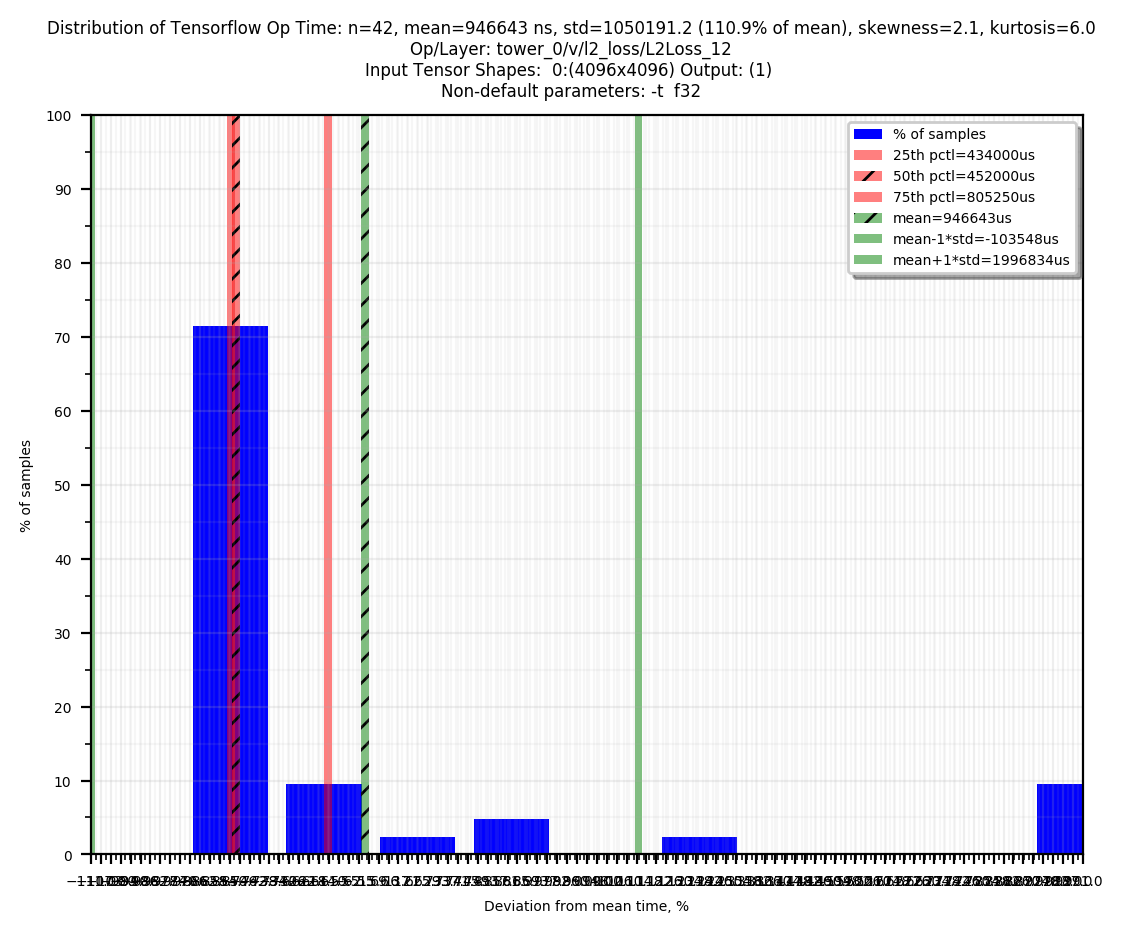 Distribution of Tensorflow Op Time: n=42, mean=946643 ns, std=1050191.2 (110.9% of mean), skewness=2.1, kurtosis=6.0
Op/Layer: tower_0/v/l2_loss/L2Loss_12
Input Tensor Shapes:  0:(4096x4096) Output: (1)
Non-default parameters: -t  f32
% of samples
25th pctl=434000us
50th pctl=452000us
75th pctl=805250us
mean=946643us
mean-1*std=-103548us
mean+1*std=1996834us
100
90
80
70
60
50
40
30
20
10
0
% of samples
Deviation from mean time, %